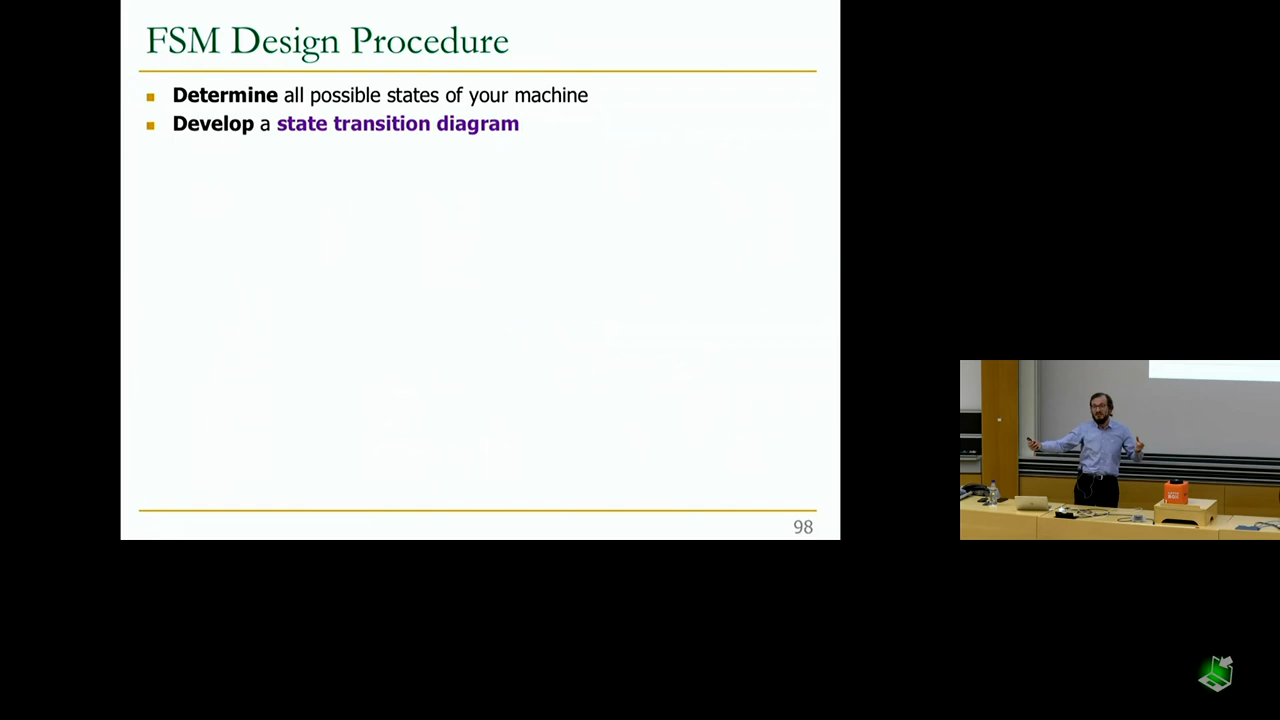 FSM Design Procedure
Determine all possible states of your machine
Develop a state transition diagram
98